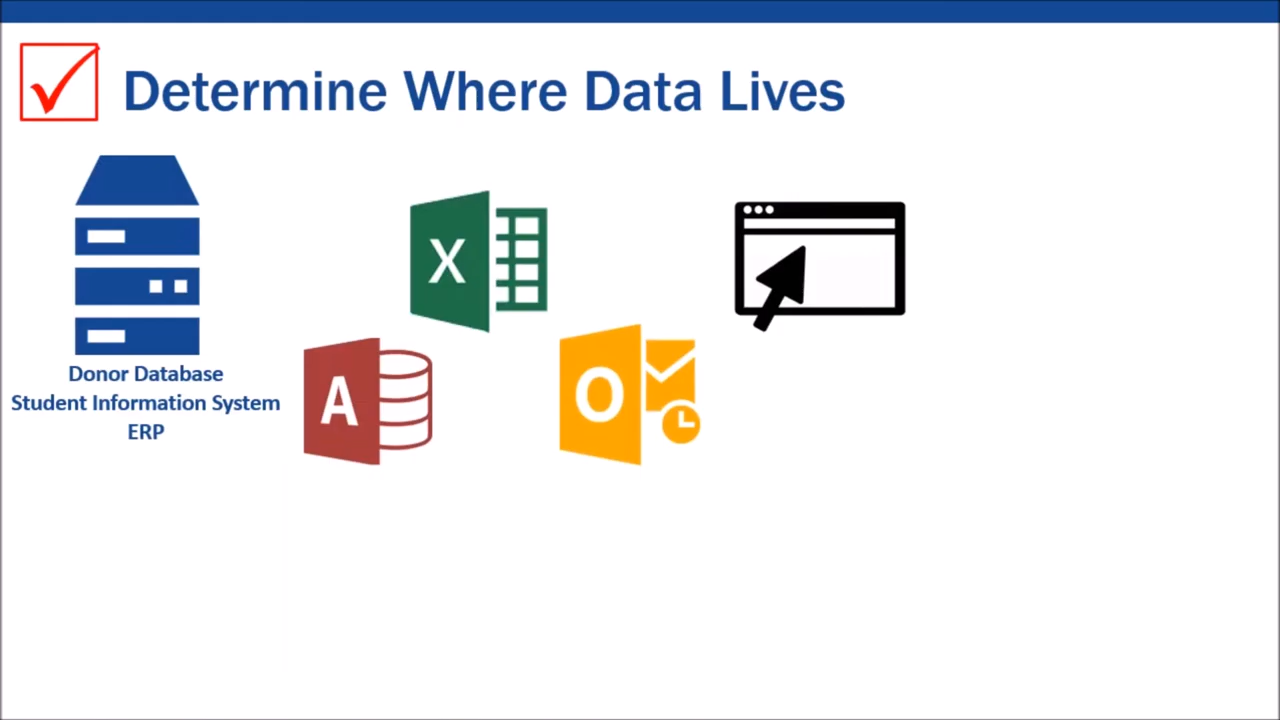 Determine Where Data Lives
Donor Database
Student Information System
ERP
X
A
O